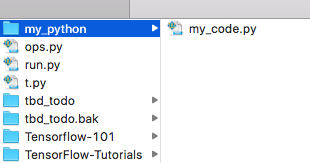 my_python
ops.py
run.py
t.py
tbd_todo
tbd_todo.bak
Tensorflow-101
TensorFlow-Tutorials
my_code.py